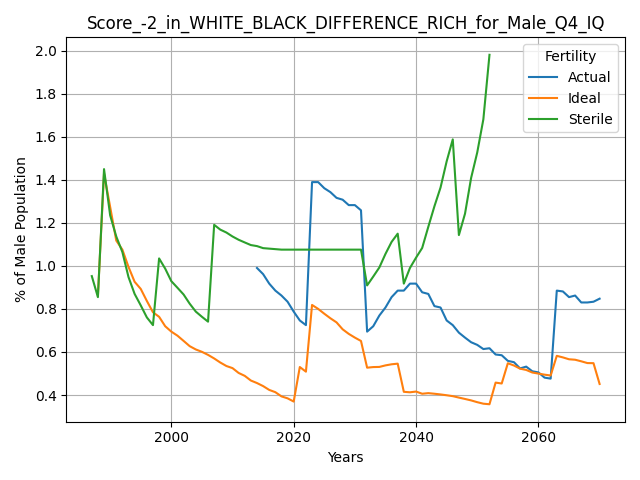 Score_-2_in_WHITE_BLACK_DIFFERENCE_RICH_for_Male_Q4_IQ
% of Male Population
2.0
1.8
1.6
1.4
1.2
1.0
0.8
0.6
0.4
Fertility
Actual
Ideal
Sterile
2000
2020
2040
2060
Years